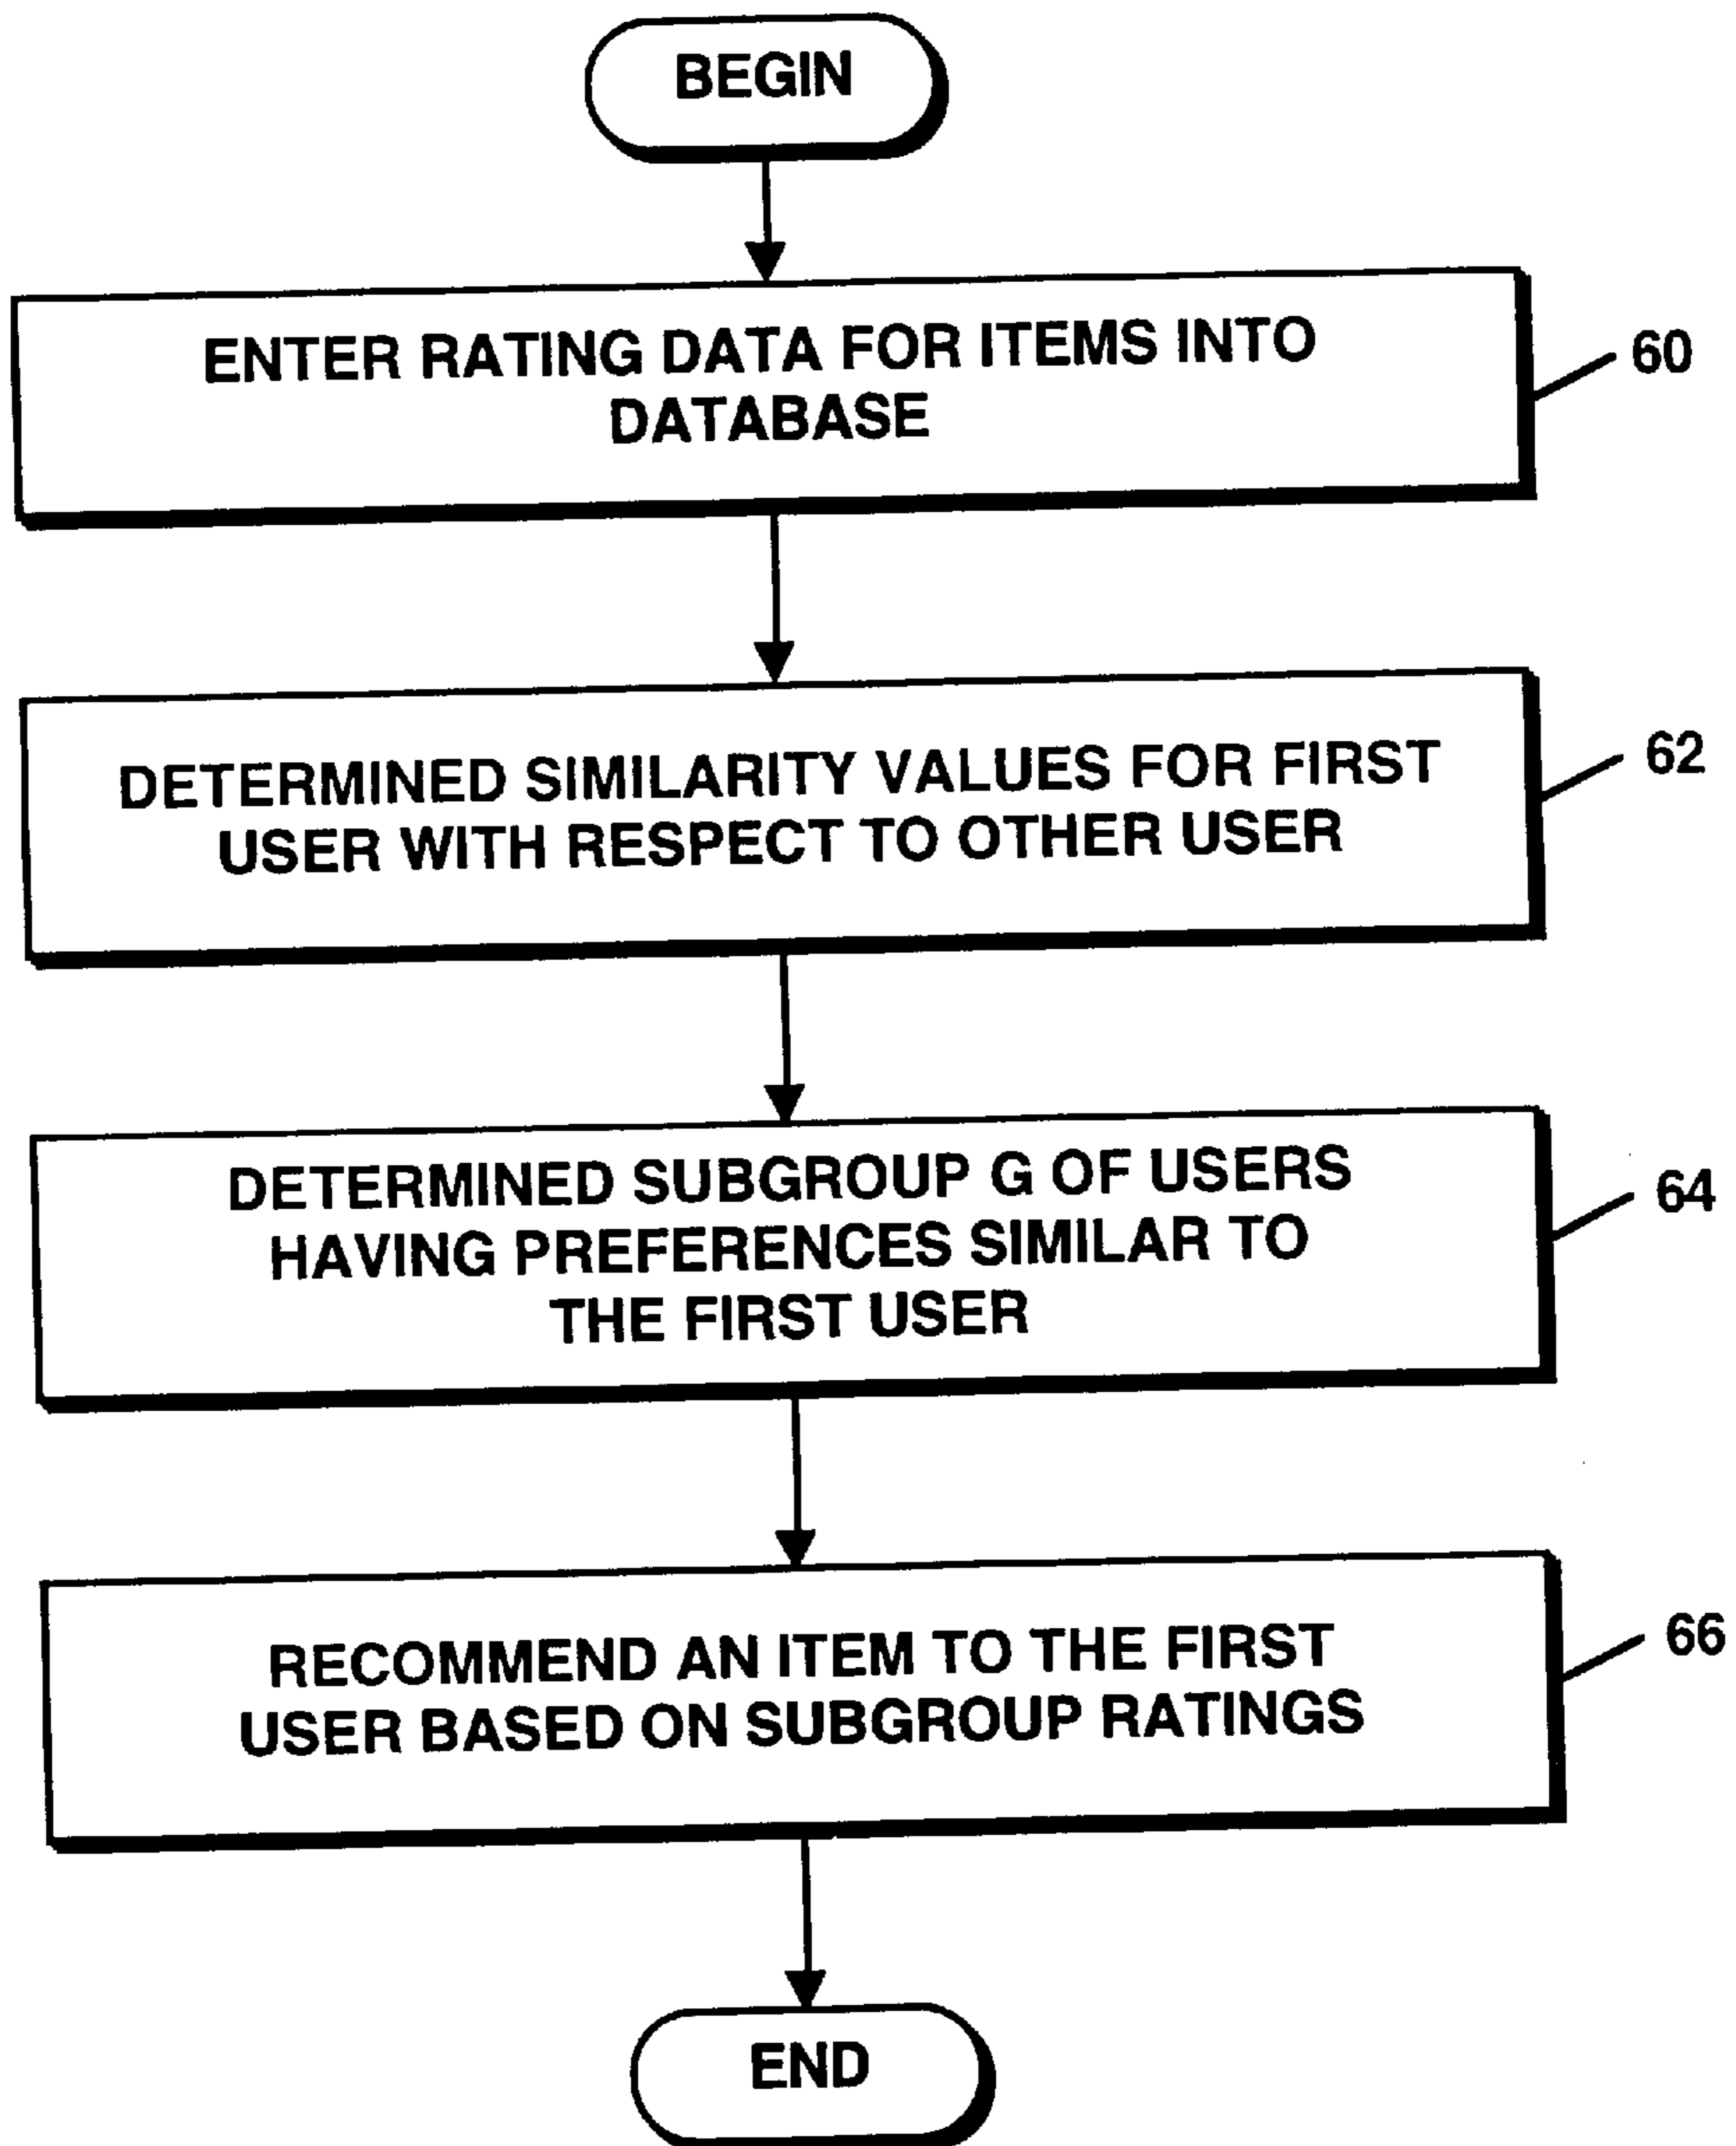 BEGIN
ENTER RATING DATA FOR ITEMS INTO
DATABASE
60
DETERMINED SIMILARITY VALUES FOR FIRST
USER WITH RESPECT TO OTHER USER
62
DETERMINED SUBGROUP G OF USERS
HAVING PREFERENCES SIMILAR TO
THE FIRST USER
64
RECOMMEND AN ITEM TO THE FIRST
USER BASED ON SUBGROUP RATINGS
66
END